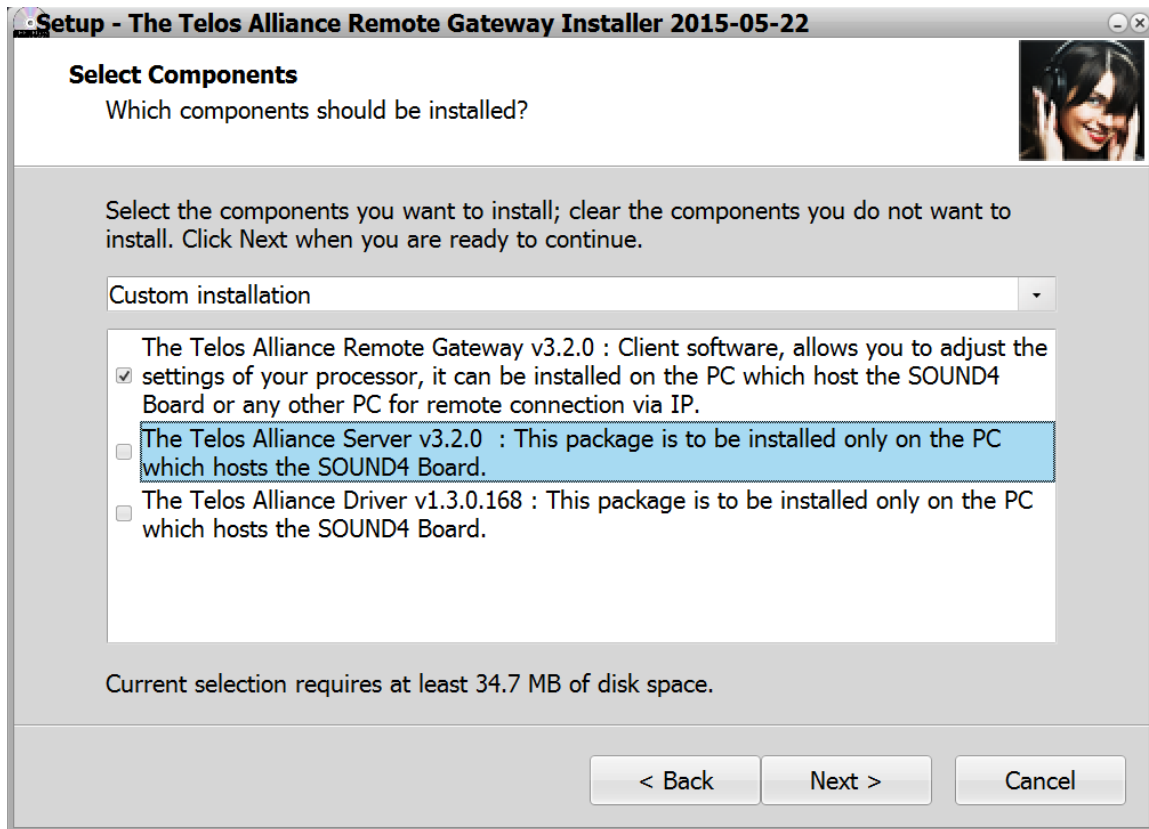 Setup - The Telos Alliance Remote Gateway Installer 2015-05-22
Select Components
Which components should be installed?
Select the components you want to install; clear the components you do not want to
install. Click Next when you are ready to continue.
Custom installation
The Telos Alliance Remote Gateway v3.2.0 : Client software, allows you to adjust the
settings of your processor, it can be installed on the PC which host the SOUND4
Board or any other PC for remote connection via IP.
The Telos Alliance Server v3.2.0  : This package is to be installed only on the PC
which hosts the SOUND4 Board.
The Telos Alliance Driver v1.3.0.168 : This package is to be installed only on the PC
which hosts the SOUND4 Board.
Current selection requires at least 34.7 MB of disk space.
< Back
Next >
Cancel